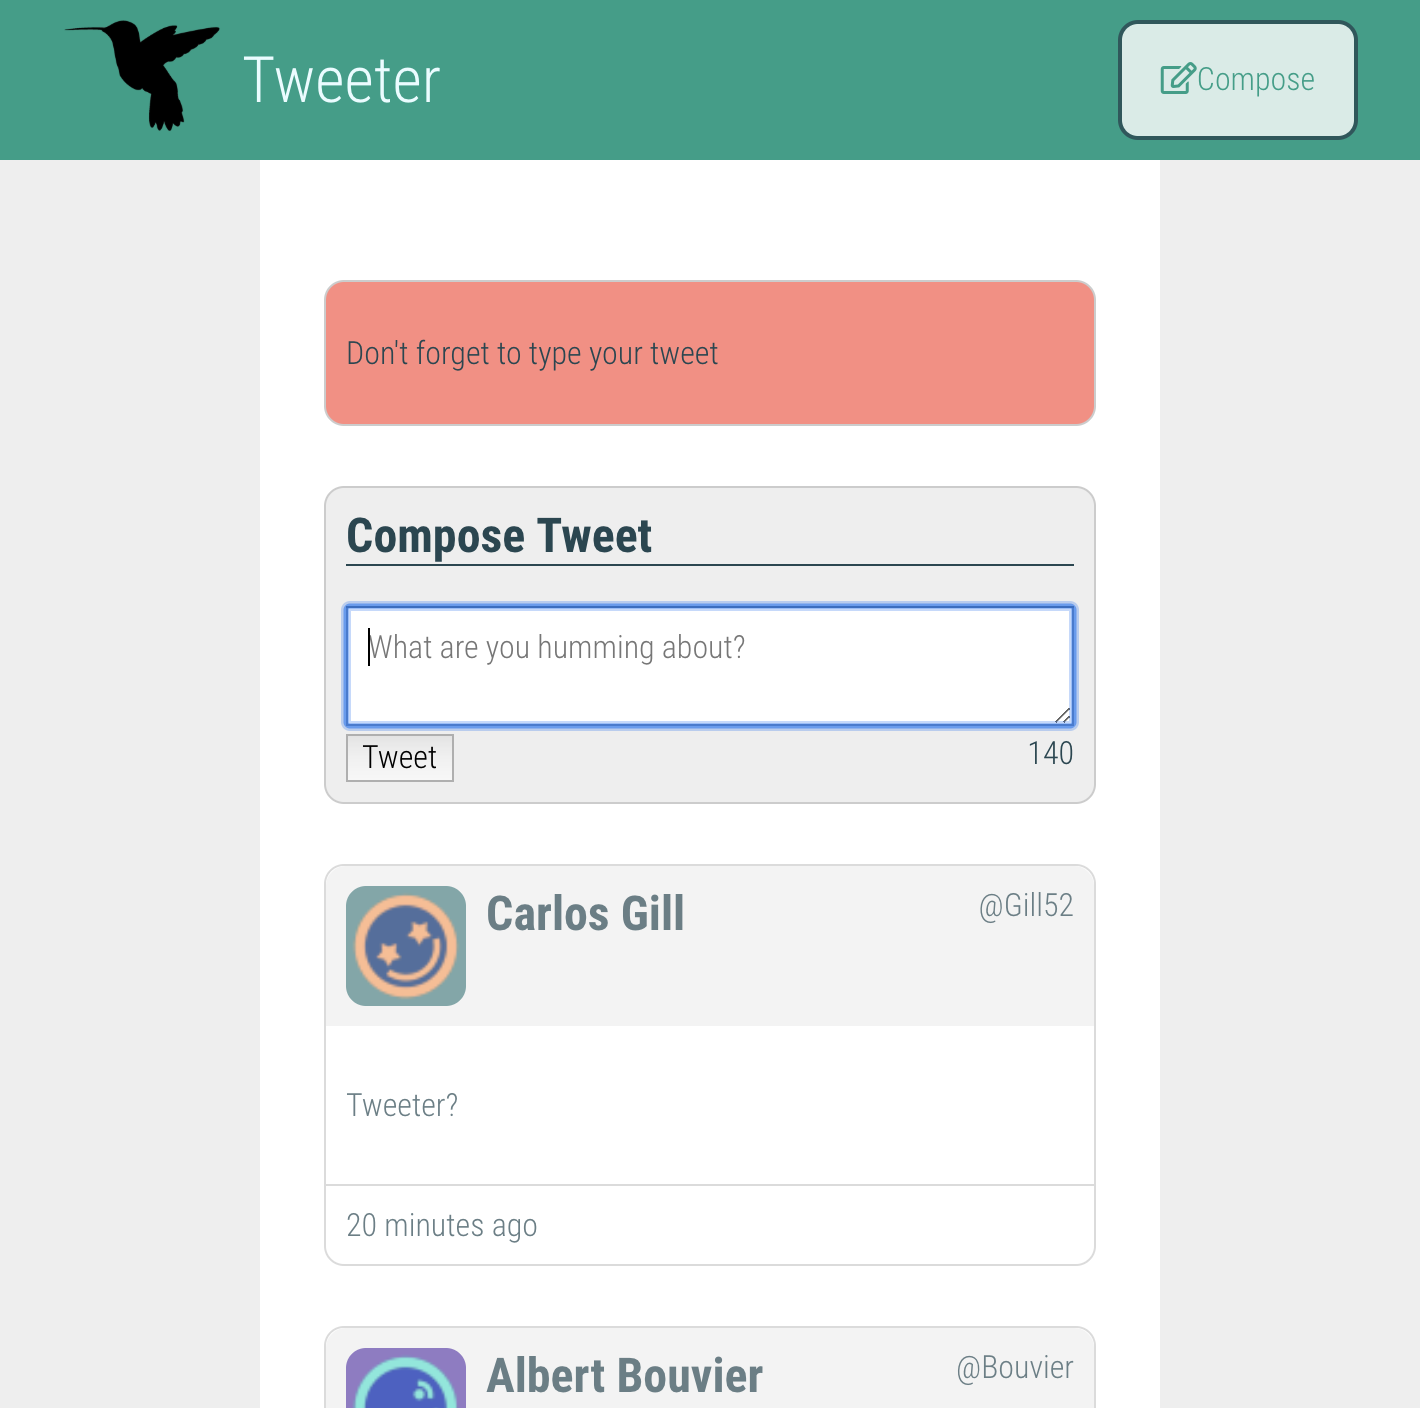 Tweeter
Compose
Don't forget to type your tweet
Compose Tweet
What are you humming about?
Tweet
140
Carlos Gill
@Gill52
Tweeter?
20 minutes ago
Albert Bouvier
@Bouvier